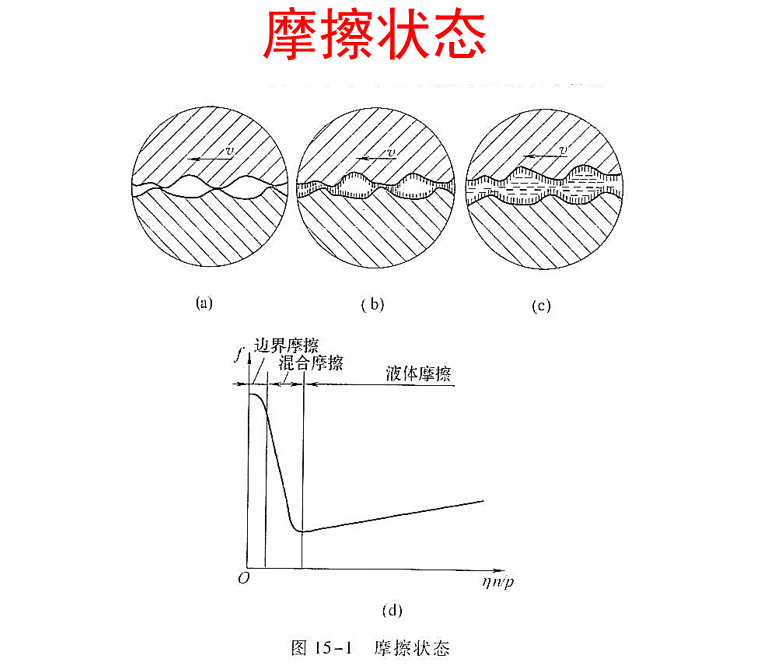 摩擦状态
v v v
(a) (b) (c)
f 边界摩擦
混合摩擦
液体摩擦
O
ηn/p
(d)
图 15-1 摩擦状态